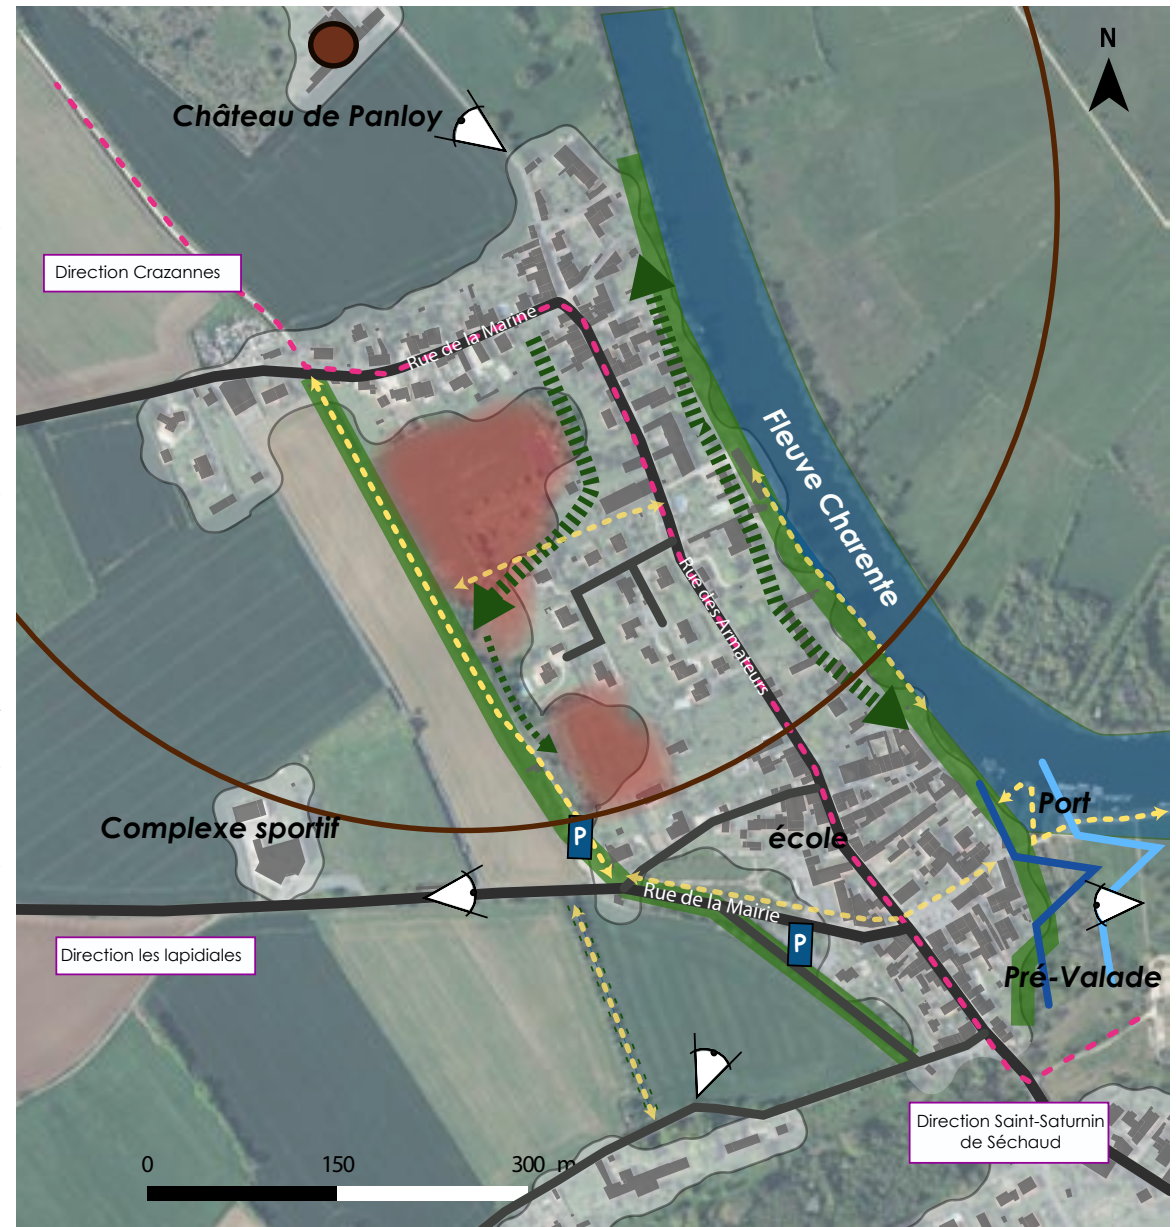 N
Château de Panloy
Direction Crazannes
Rue de la Marine
Fleuve Charente
Rue des Armateurs
Port
Complexe sportif
école
P
Rue de la Mairie
P
Direction les lapidiales
Pré-Valade
Direction Saint-Saturnin
de Séchaud
0 150 300 m